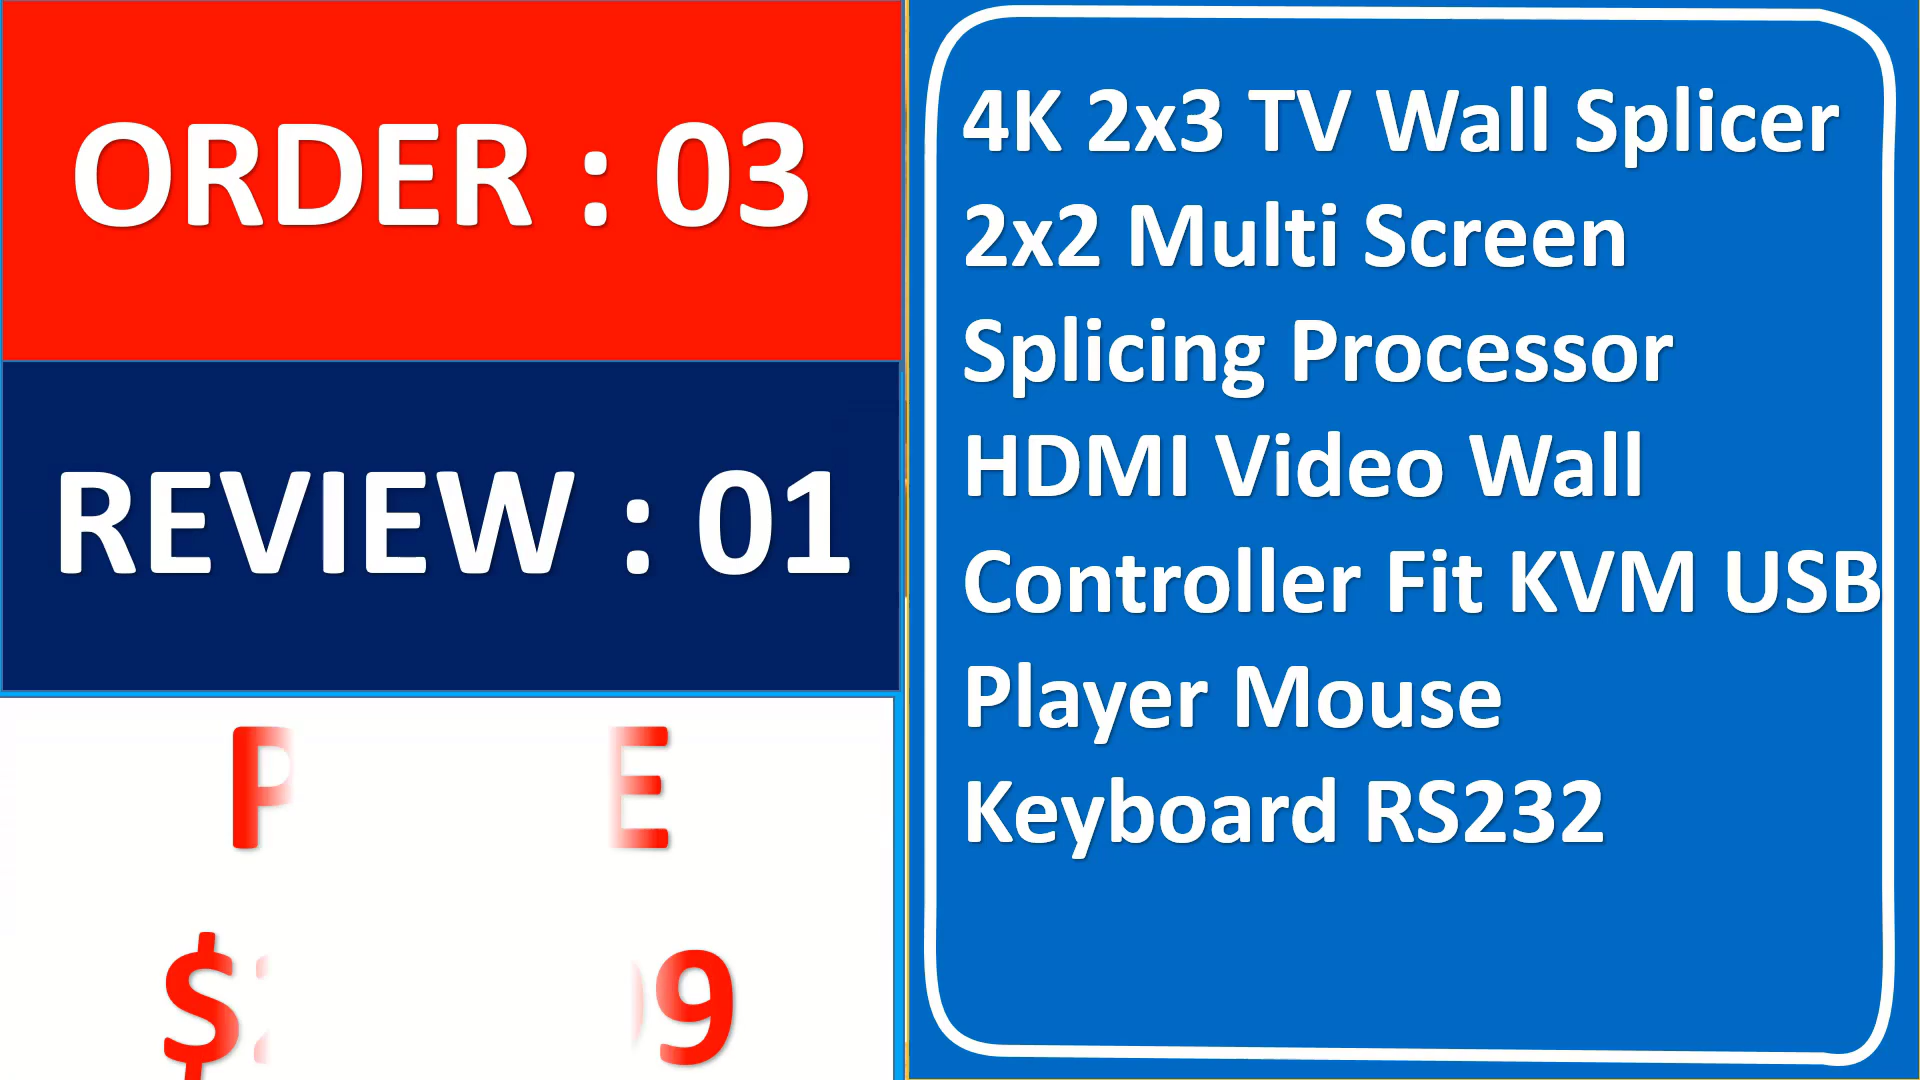 ORDER : 03
REVIEW : 01
4K 2x3 TV Wall Splicer
2x2 Multi Screen
Splicing Processor
HDMI Video Wall
Controller Fit KVM USB
Player Mouse
Keyboard RS232